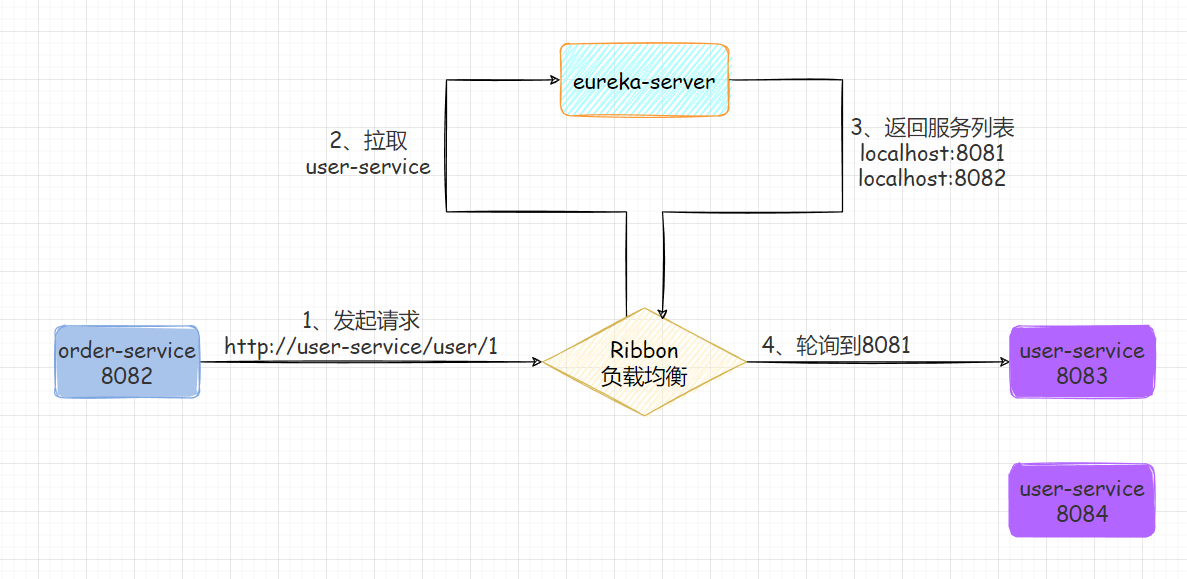 eureka-server
2、拉取
user-service
3、返回服务列表
localhost:8081
localhost:8082
1、发起请求
http://user-service/user/1
order-service
8082
Ribbon
负载均衡
4、轮询到8081
user-service
8083
user-service
8084